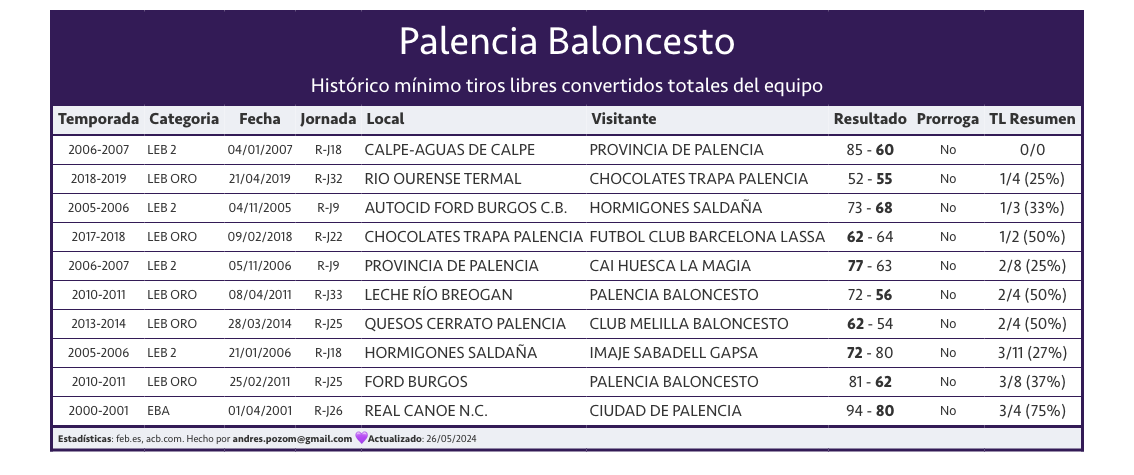 Palencia Baloncesto
Histórico mínimo tiros libres convertidos totales del equipo
Temporada Categoria Fecha Jornada Local Visitante Resultado Prorroga TL Resumen
2006-2007 LEB 2 04/01/2007 R-J18 CALPE-AGUAS DE CALPE PROVINCIA DE PALENCIA 85 - 60 No 0/0
2018-2019 LEB ORO 21/04/2019 R-J32 RIO OURENSE TERMAL CHOCOLATES TRAPA PALENCIA 52 - 55 No 1/4 (25%)
2005-2006 LEB 2 04/11/2005 R-J9 AUTOCID FORD BURGOS C.B. HORMIGONES SALDAÑA 73 - 68 No 1/3 (33%)
2017-2018 LEB ORO 09/02/2018 R-J22 CHOCOLATES TRAPA PALENCIA FUTBOL CLUB BARCELONA LASSA 62 - 64 No 1/2 (50%)
2006-2007 LEB 2 05/11/2006 R-J9 PROVINCIA DE PALENCIA CAI HUESCA LA MAGIA 77 - 63 No 2/8 (25%)
2010-2011 LEB ORO 08/04/2011 R-J33 LECHE RÍO BREOGAN PALENCIA BALONCESTO 72 - 56 No 2/4 (50%)
2013-2014 LEB ORO 28/03/2014 R-J25 QUESOS CERRATO PALENCIA CLUB MELILLA BALONCESTO 62 - 54 No 2/4 (50%)
2005-2006 LEB 2 21/01/2006 R-J18 HORMIGONES SALDAÑA IMAJE SABADELL GAPSA 72 - 80 No 3/11 (27%)
2010-2011 LEB ORO 25/02/2011 R-J25 FORD BURGOS PALENCIA BALONCESTO 81 - 62 No 3/8 (37%)
2000-2001 EBA 01/04/2001 R-J26 REAL CANOE N.C. CIUDAD DE PALENCIA 94 - 80 No 3/4 (75%)
Estadísticas: feb.es, acb.com. Hecho por andres.pozom@gmail.com 💜Actualizado: 26/05/2024